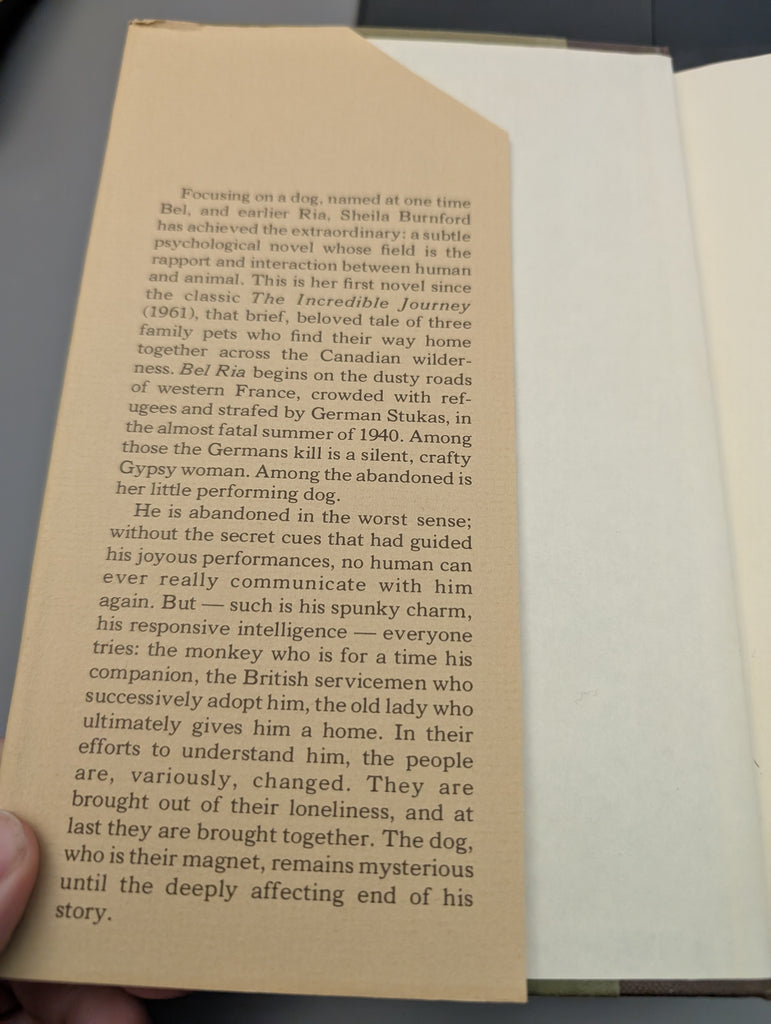 Focusing on a dog, named at one time
Bel, and earlier Ria, Sheila Burnford
has achieved the extraordinary: a subtle
psychological novel whose field is the
rapport and interaction between human
and animal. This is her first novel since
the classic The Incredible Journey
(1961), that brief, beloved tale of three
family pets who find their way home
together across the Canadian wilder-
ness. Bel Ria begins on the dusty roads
of western France, crowded with ref-
ugees and strafed by German Stukas, in
the almost fatal summer of 1940. Among
those the Germans kill is a silent, crafty
Gypsy woman. Among the abandoned is
her little performing dog.
He is abandoned in the worst sense;
without the secret cues that had guided
his joyous performances, no human can
ever really communicate with him
again. But — such is his spunky charm,
his responsive intelligence — everyone
tries: the monkey who is for a time his
companion, the British servicemen who
successively adopt him, the old lady who
ultimately gives him a home. In their
efforts to understand him, the people
are, variously, changed. They are
brought out of their loneliness, and at
last they are brought together. The dog,
who is their magnet, remains mysterious
until the deeply affecting end of his
story.